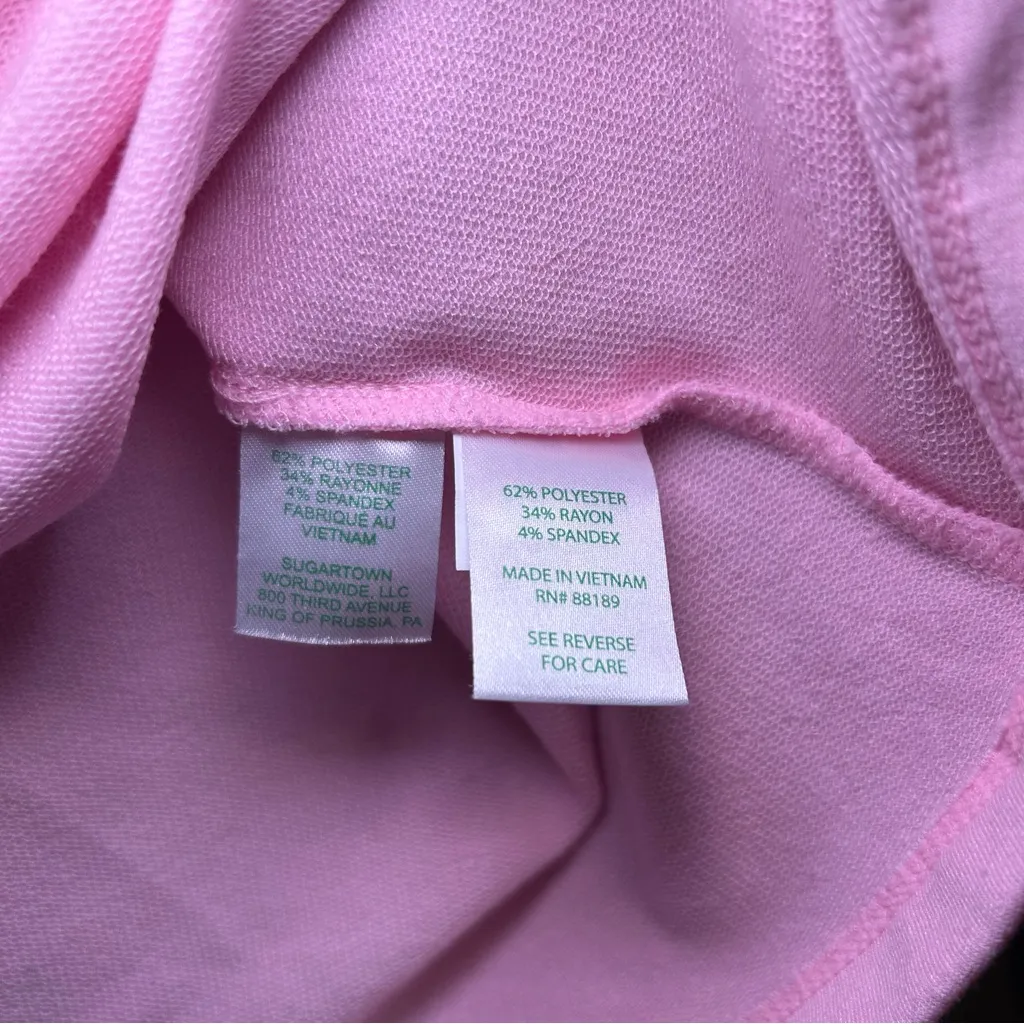 62% POLYESTER
34% RAYONNE
4% SPANDEX
FABRIQUÉ AU
VIETNAM
SUGARTOWN
WORLDWIDE, LLC
800 THIRD AVENUE
KING OF PRUSSIA, PA
62% POLYESTER
34% RAYON
4% SPANDEX
MADE IN VIETNAM
RN# 88189
SEE REVERSE
FOR CARE